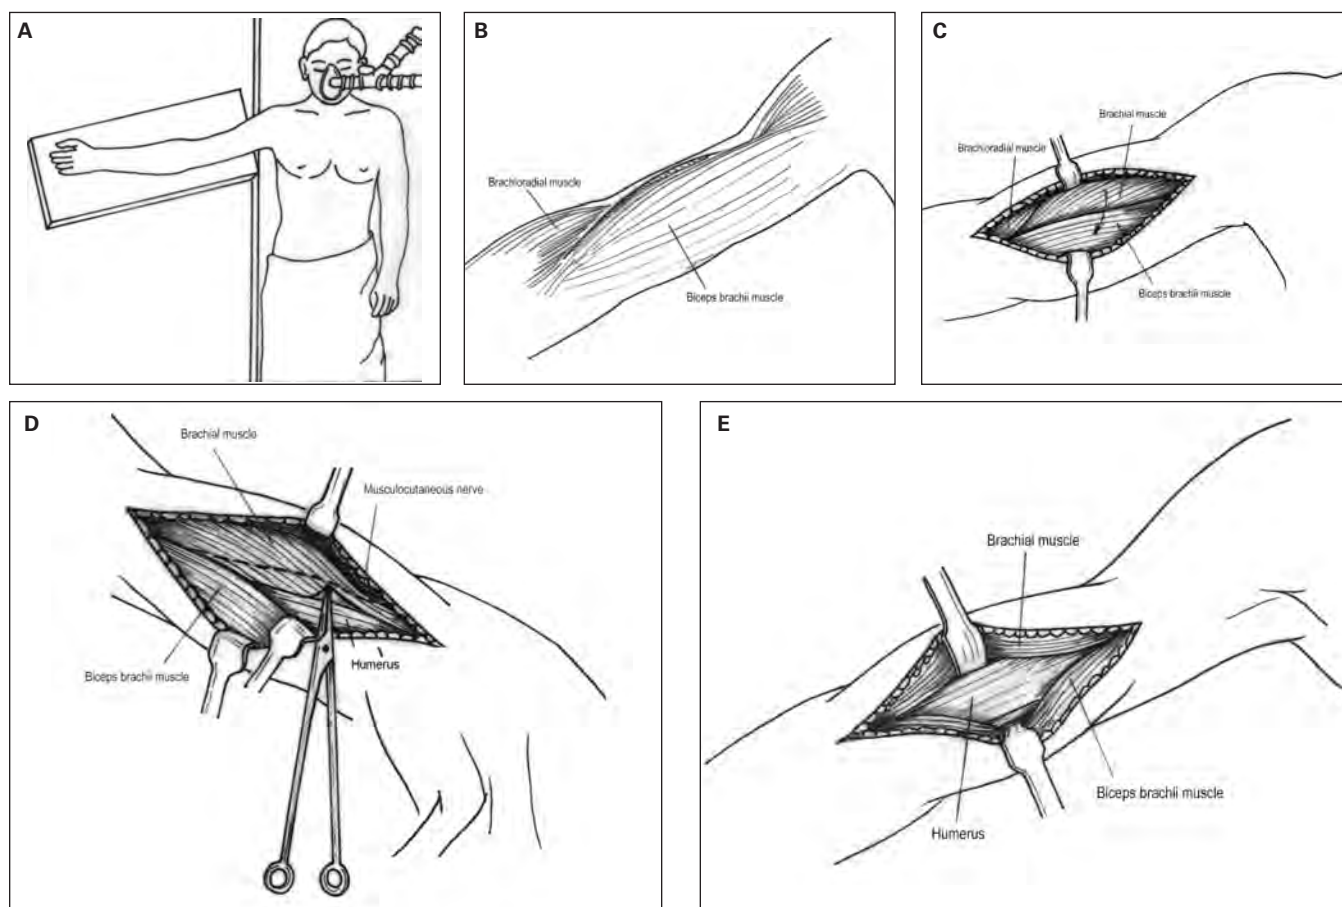 A
B
Brachioradial muscle
Biceps brachii muscle
C
Brachial muscle
Brachioradial muscle
Biceps brachii muscle
D
Brachial muscle
Musculocutaneous nerve
Humerus
Biceps brachii muscle
E
Brachial muscle
Biceps brachii muscle
Humerus